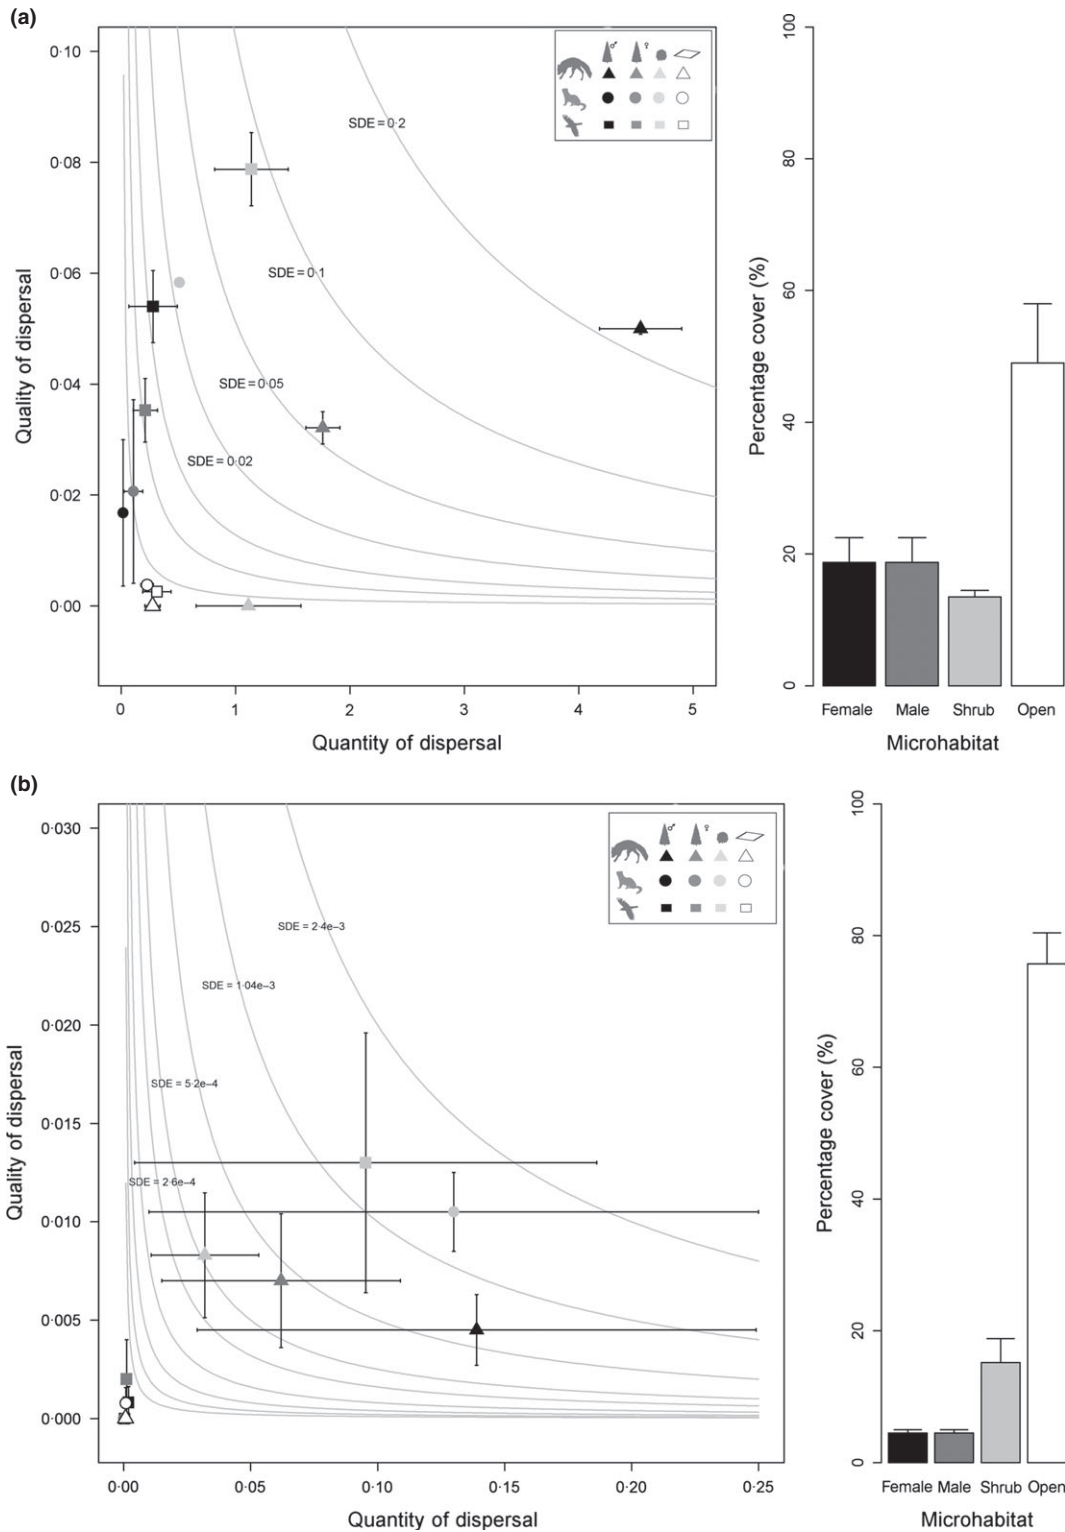 (a)
0·10
0·08
0·06
0·04
0·02
0·00
Quality of dispersal
SDE = 0·2
SDE = 0·1
SDE = 0·05
SDE = 0·02
♂ ♀
0 1 2 3 4 5
Quantity of dispersal
100
80
60
40
20
0
Percentage cover (%)
Female Male Shrub Open
Microhabitat
(b)
0·030
0·025
0·020
0·015
0·010
0·005
0·000
Quality of dispersal
SDE = 2·4e–3
SDE = 1·04e–3
SDE = 5·2e–4
SDE = 2·6e–4
♂ ♀
0·00 0·05 0·10 0·15 0·20 0·25
Quantity of dispersal
100
80
60
40
20
0
Percentage cover (%)
Female Male Shrub Open
Microhabitat